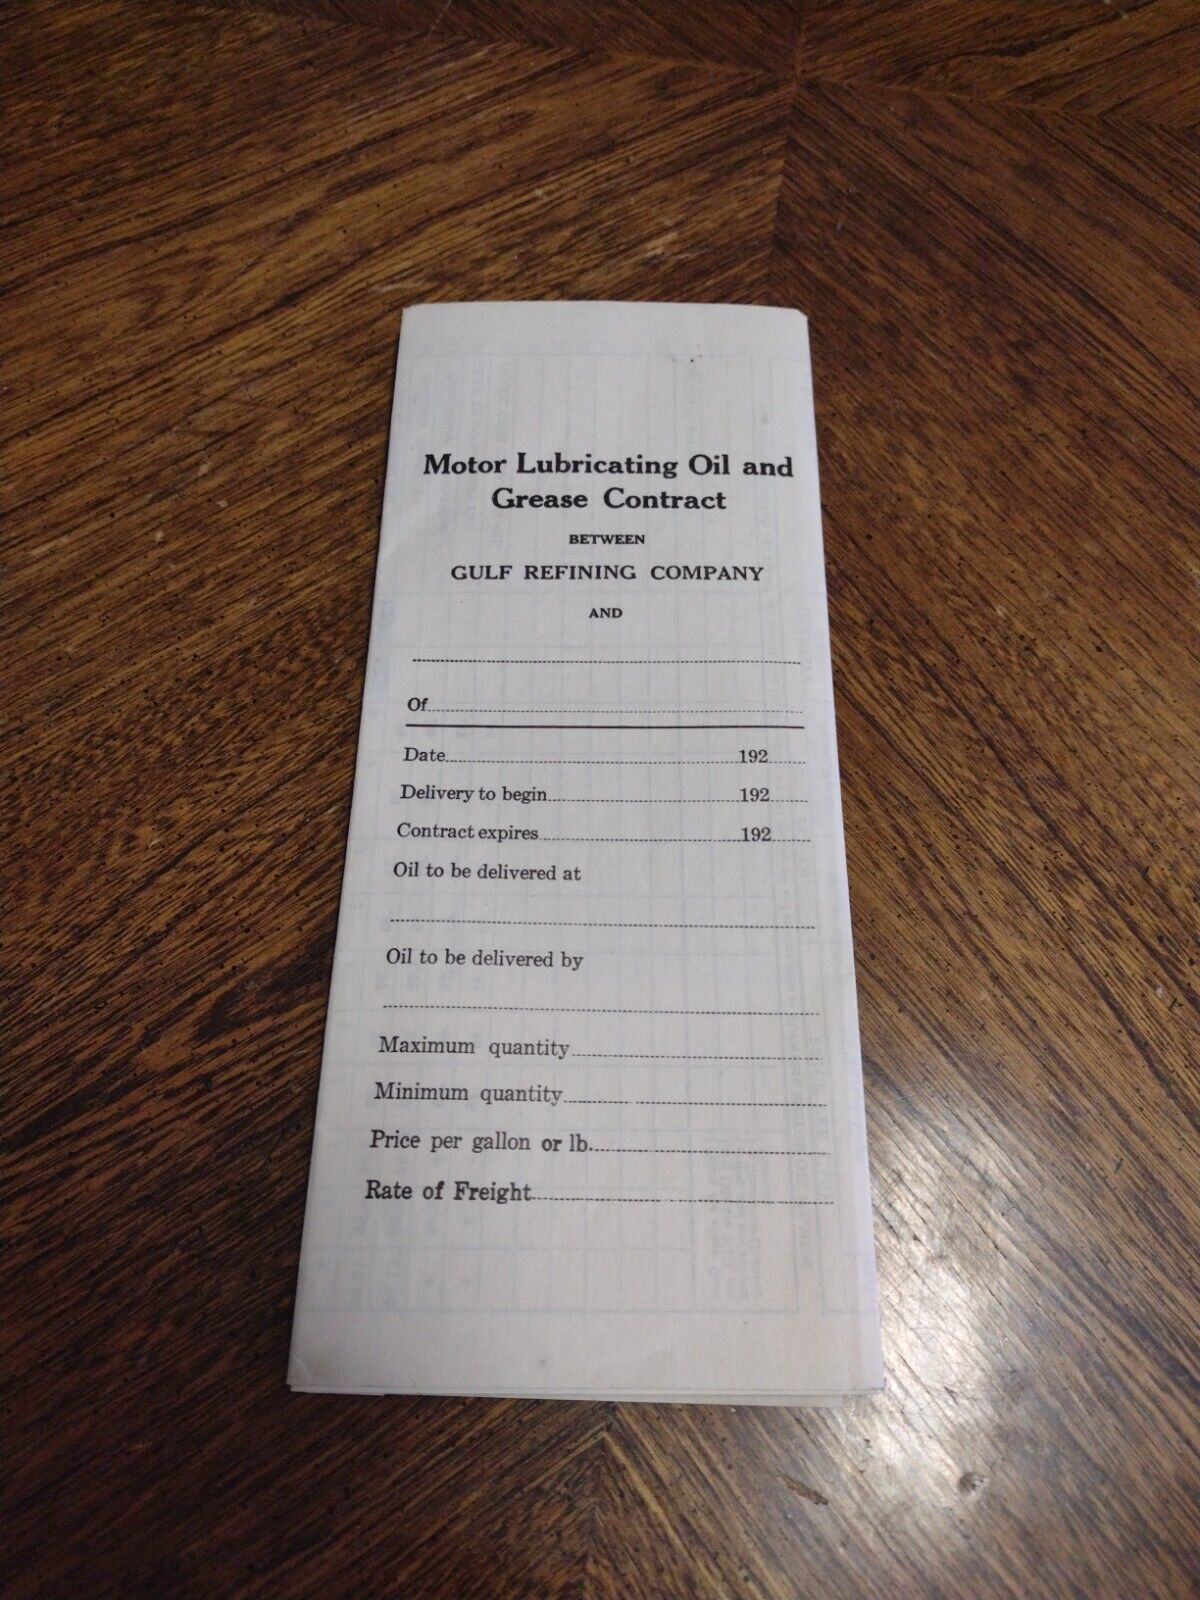 Motor Lubricating Oil and
Grease Contract
BETWEEN
GULF REFINING COMPANY
AND
Of
Date 192
Delivery to begin 192
Contract expires 192
Oil to be delivered at
Oil to be delivered by
Maximum quantity
Minimum quantity
Price per gallon or lb.
Rate of Freight